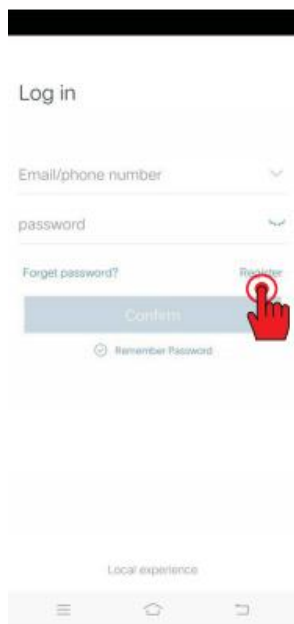 Log in
Email/phone number
password
Forget password? Register
Confirm
Remember Password
Local experience